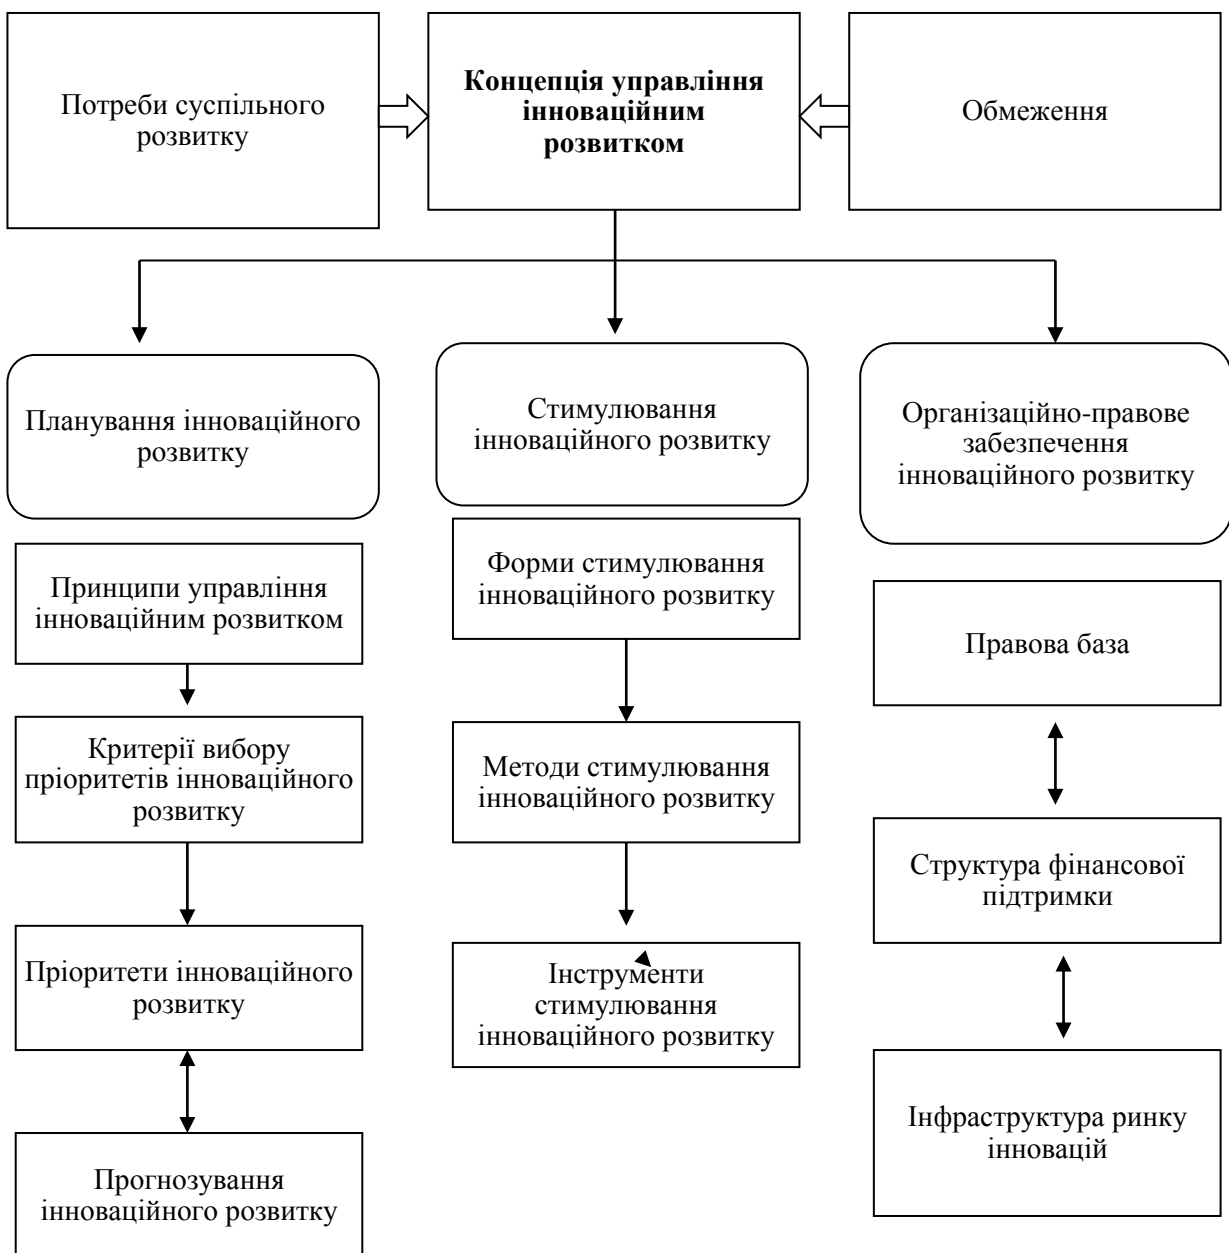 Потреби суспільного
розвитку
Концепція управління
інноваційним
розвитком
Обмеження
Планування інноваційного
розвитку
Стимулювання
інноваційного розвитку
Організаційно-правове
забезпечення
інноваційного розвитку
Принципи управління
інноваційним розвитком
Критерії вибору
пріоритетів інноваційного
розвитку
Пріоритети інноваційного
розвитку
Прогнозування
інноваційного розвитку
Форми стимулювання
інноваційного розвитку
Методи стимулювання
інноваційного розвитку
Інструменти
стимулювання
інноваційного розвитку
Правова база
Структура фінансової
підтримки
Інфраструктура ринку
інновацій